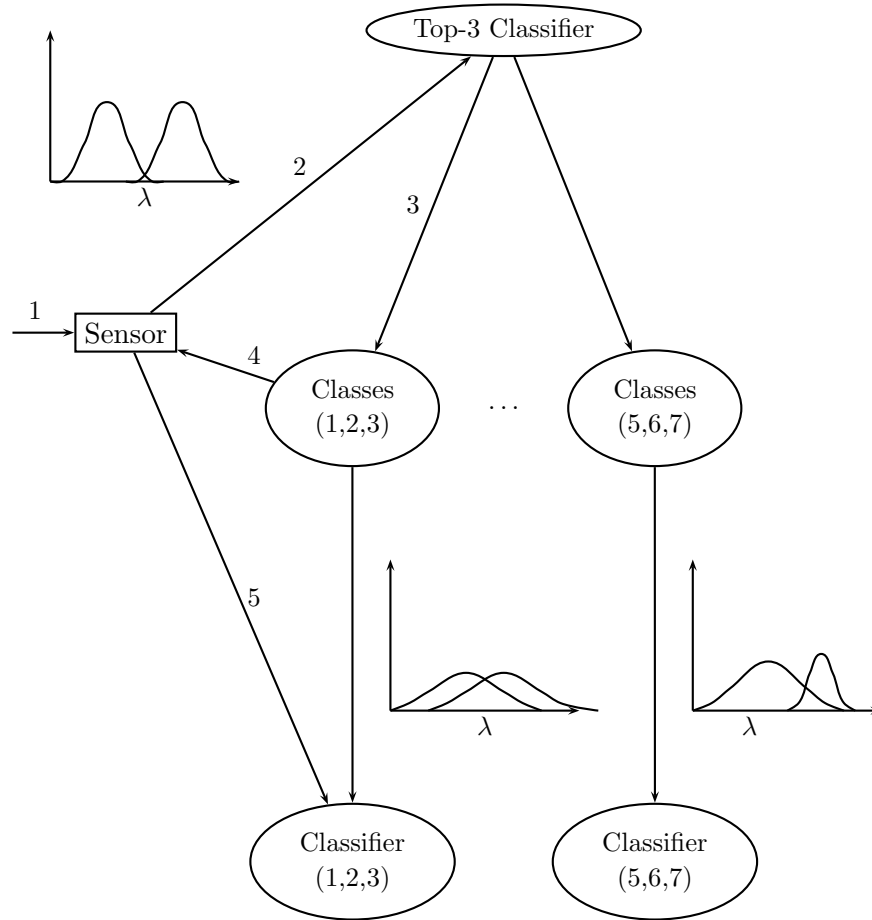 Top-3 Classifier
λ
2
3
1
Sensor
4
Classes
(1,2,3)
...
Classes
(5,6,7)
5
λ
λ
Classifier
(1,2,3)
Classifier
(5,6,7)